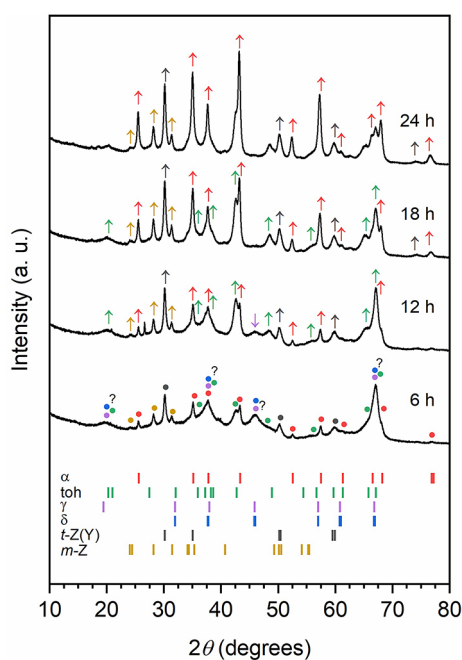 24 h
18 h
12 h
? ? ? ?
6 h
α
toh
γ
δ
t-Z(Y)
m-Z
10 20 30 40 50 60 70 80
2θ (degrees)
Intensity (a. u.)